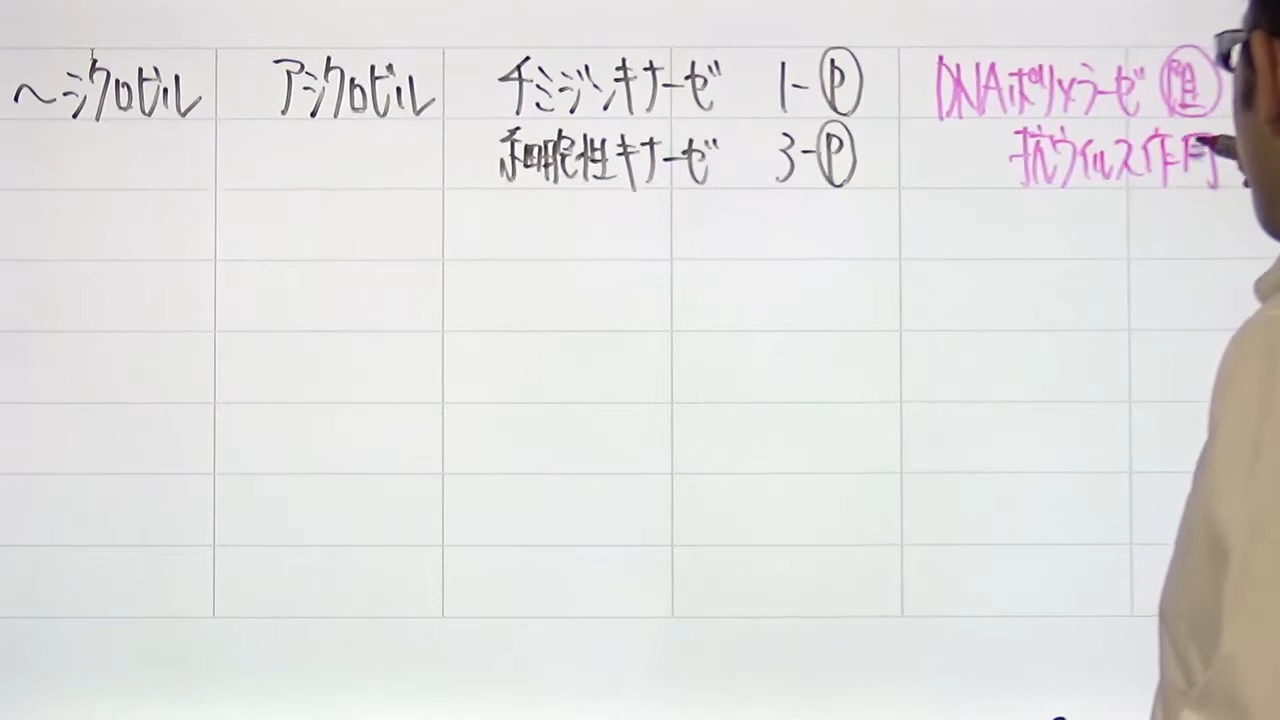 ～シクロビル アシクロビル チミジンキナーゼ 1-Ⓟ DNAポリメラーゼ 阻
細胞性キナーゼ 3-Ⓟ 抗ウイルス作用